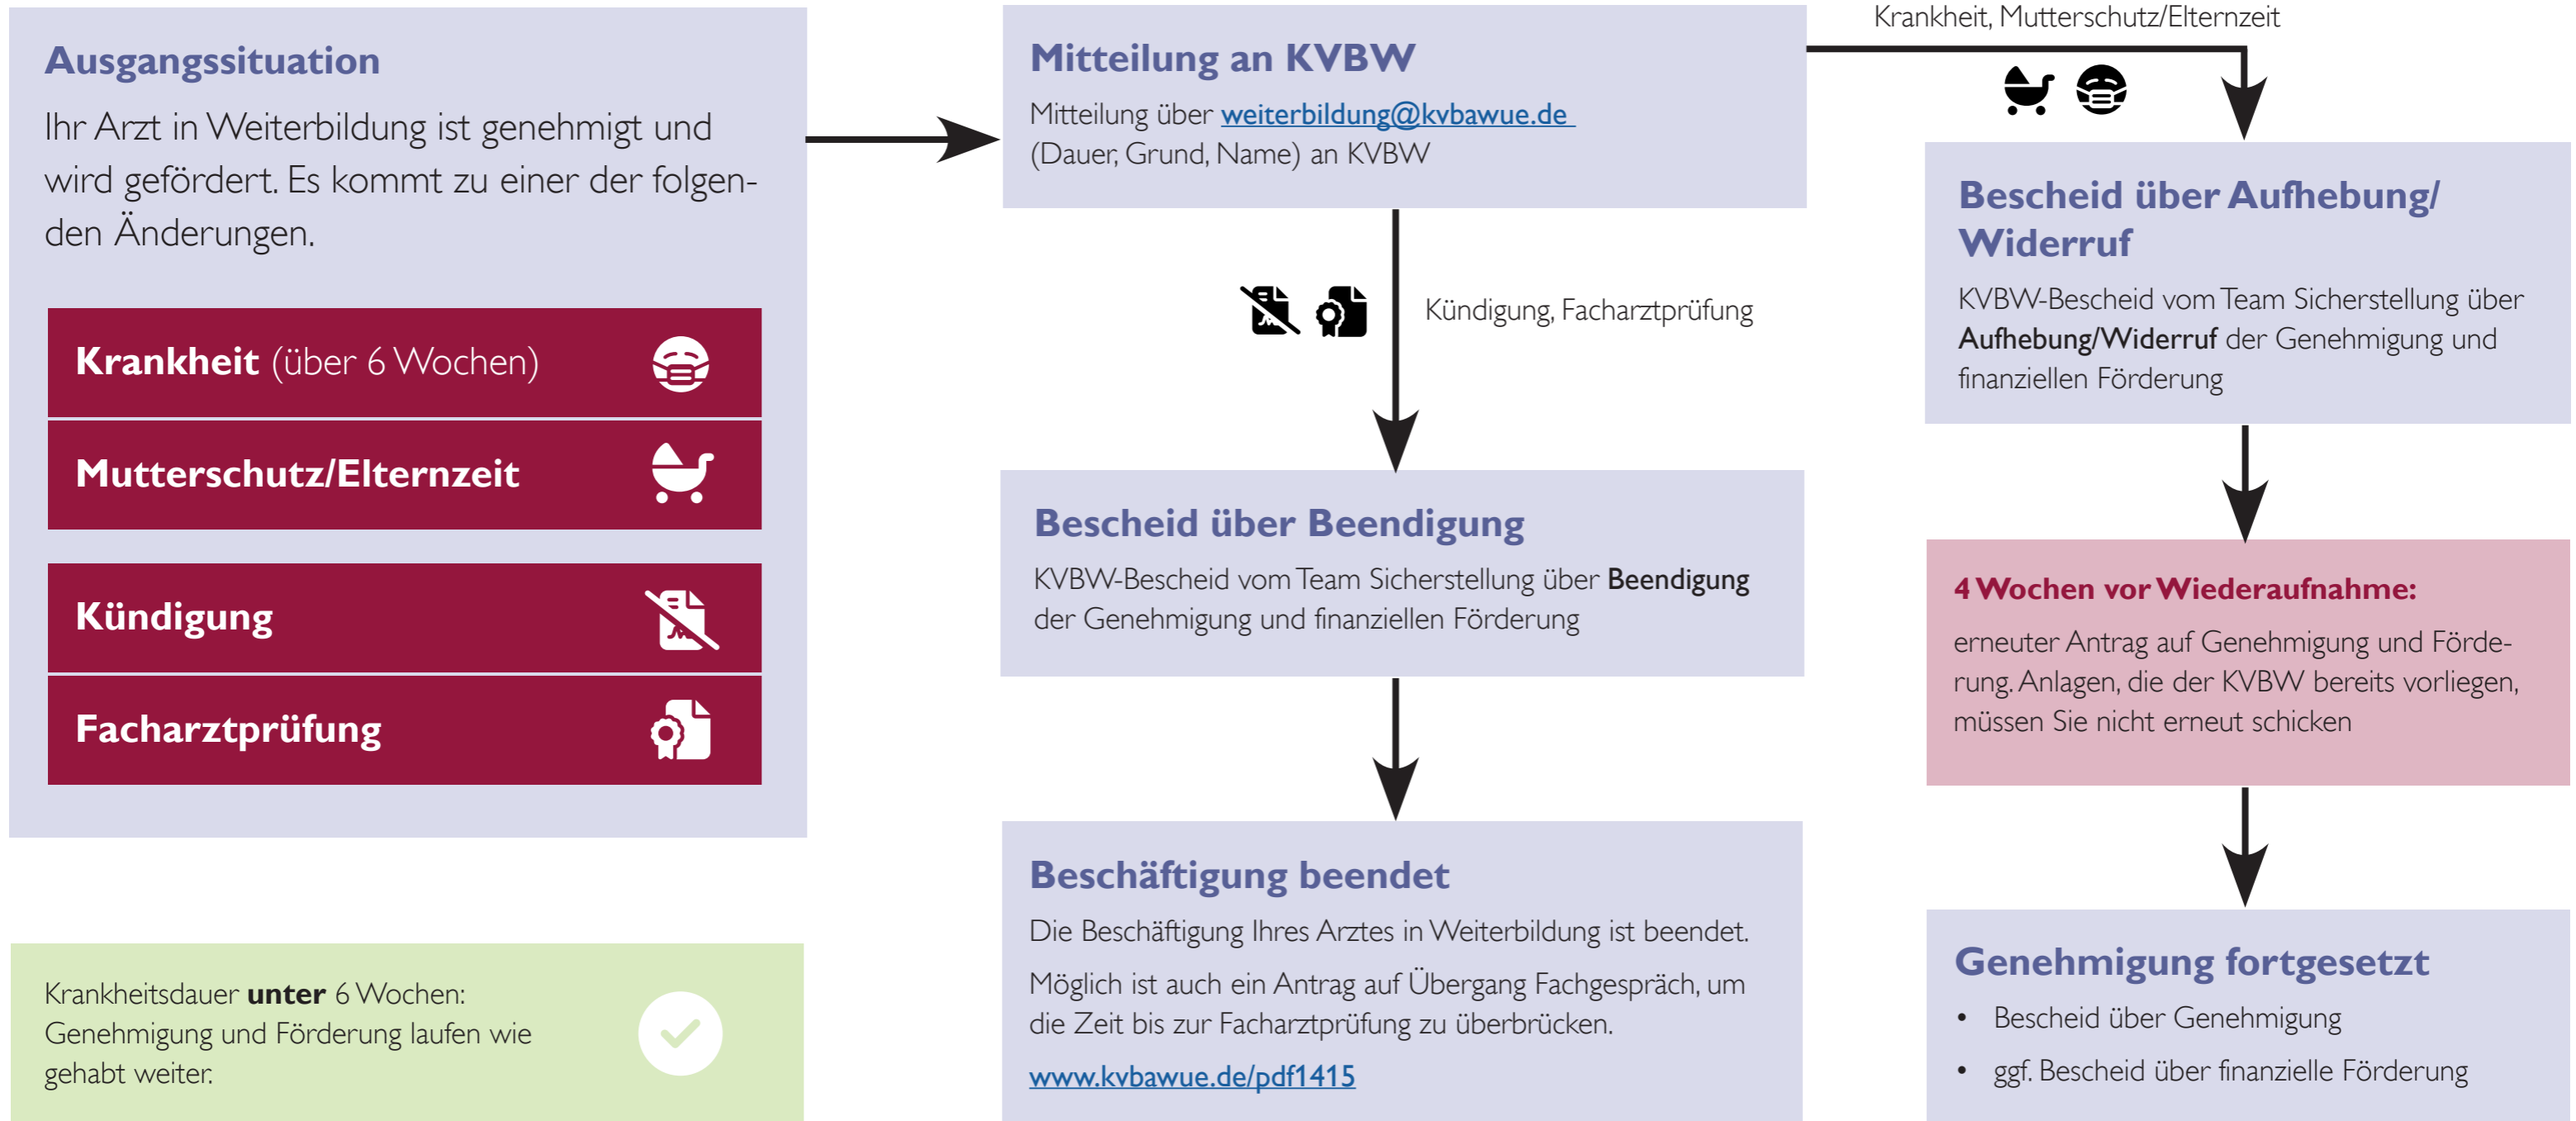 Ausgangssituation
Ihr Arzt in Weiterbildung ist genehmigt und
wird gefördert. Es kommt zu einer der folgen-
den Änderungen.
Krankheit (über 6 Wochen)
Mutterschutz/Elternzeit
Kündigung
Facharztprüfung
Krankheitsdauer unter 6 Wochen:
Genehmigung und Förderung laufen wie
gehabt weiter.
Mitteilung an KVBW
Mitteilung über weiterbildung@kvbawue.de
(Dauer, Grund, Name) an KVBW
Kündigung, Facharztprüfung
Bescheid über Beendigung
KVBW-Bescheid vom Team Sicherstellung über Beendigung
der Genehmigung und finanziellen Förderung
Beschäftigung beendet
Die Beschäftigung Ihres Arztes in Weiterbildung ist beendet.
Möglich ist auch ein Antrag auf Übergang Fachgespräch, um
die Zeit bis zur Facharztprüfung zu überbrücken.
www.kvbawue.de/pdf1415
Krankheit, Mutterschutz/Elternzeit
Bescheid über Aufhebung/
Widerruf
KVBW-Bescheid vom Team Sicherstellung über
Aufhebung/Widerruf der Genehmigung und
finanziellen Förderung
4 Wochen vor Wiederaufnahme:
erneuter Antrag auf Genehmigung und Förde-
rung. Anlagen, die der KVBW bereits vorliegen,
müssen Sie nicht erneut schicken
Genehmigung fortgesetzt
• Bescheid über Genehmigung
• ggf. Bescheid über finanzielle Förderung